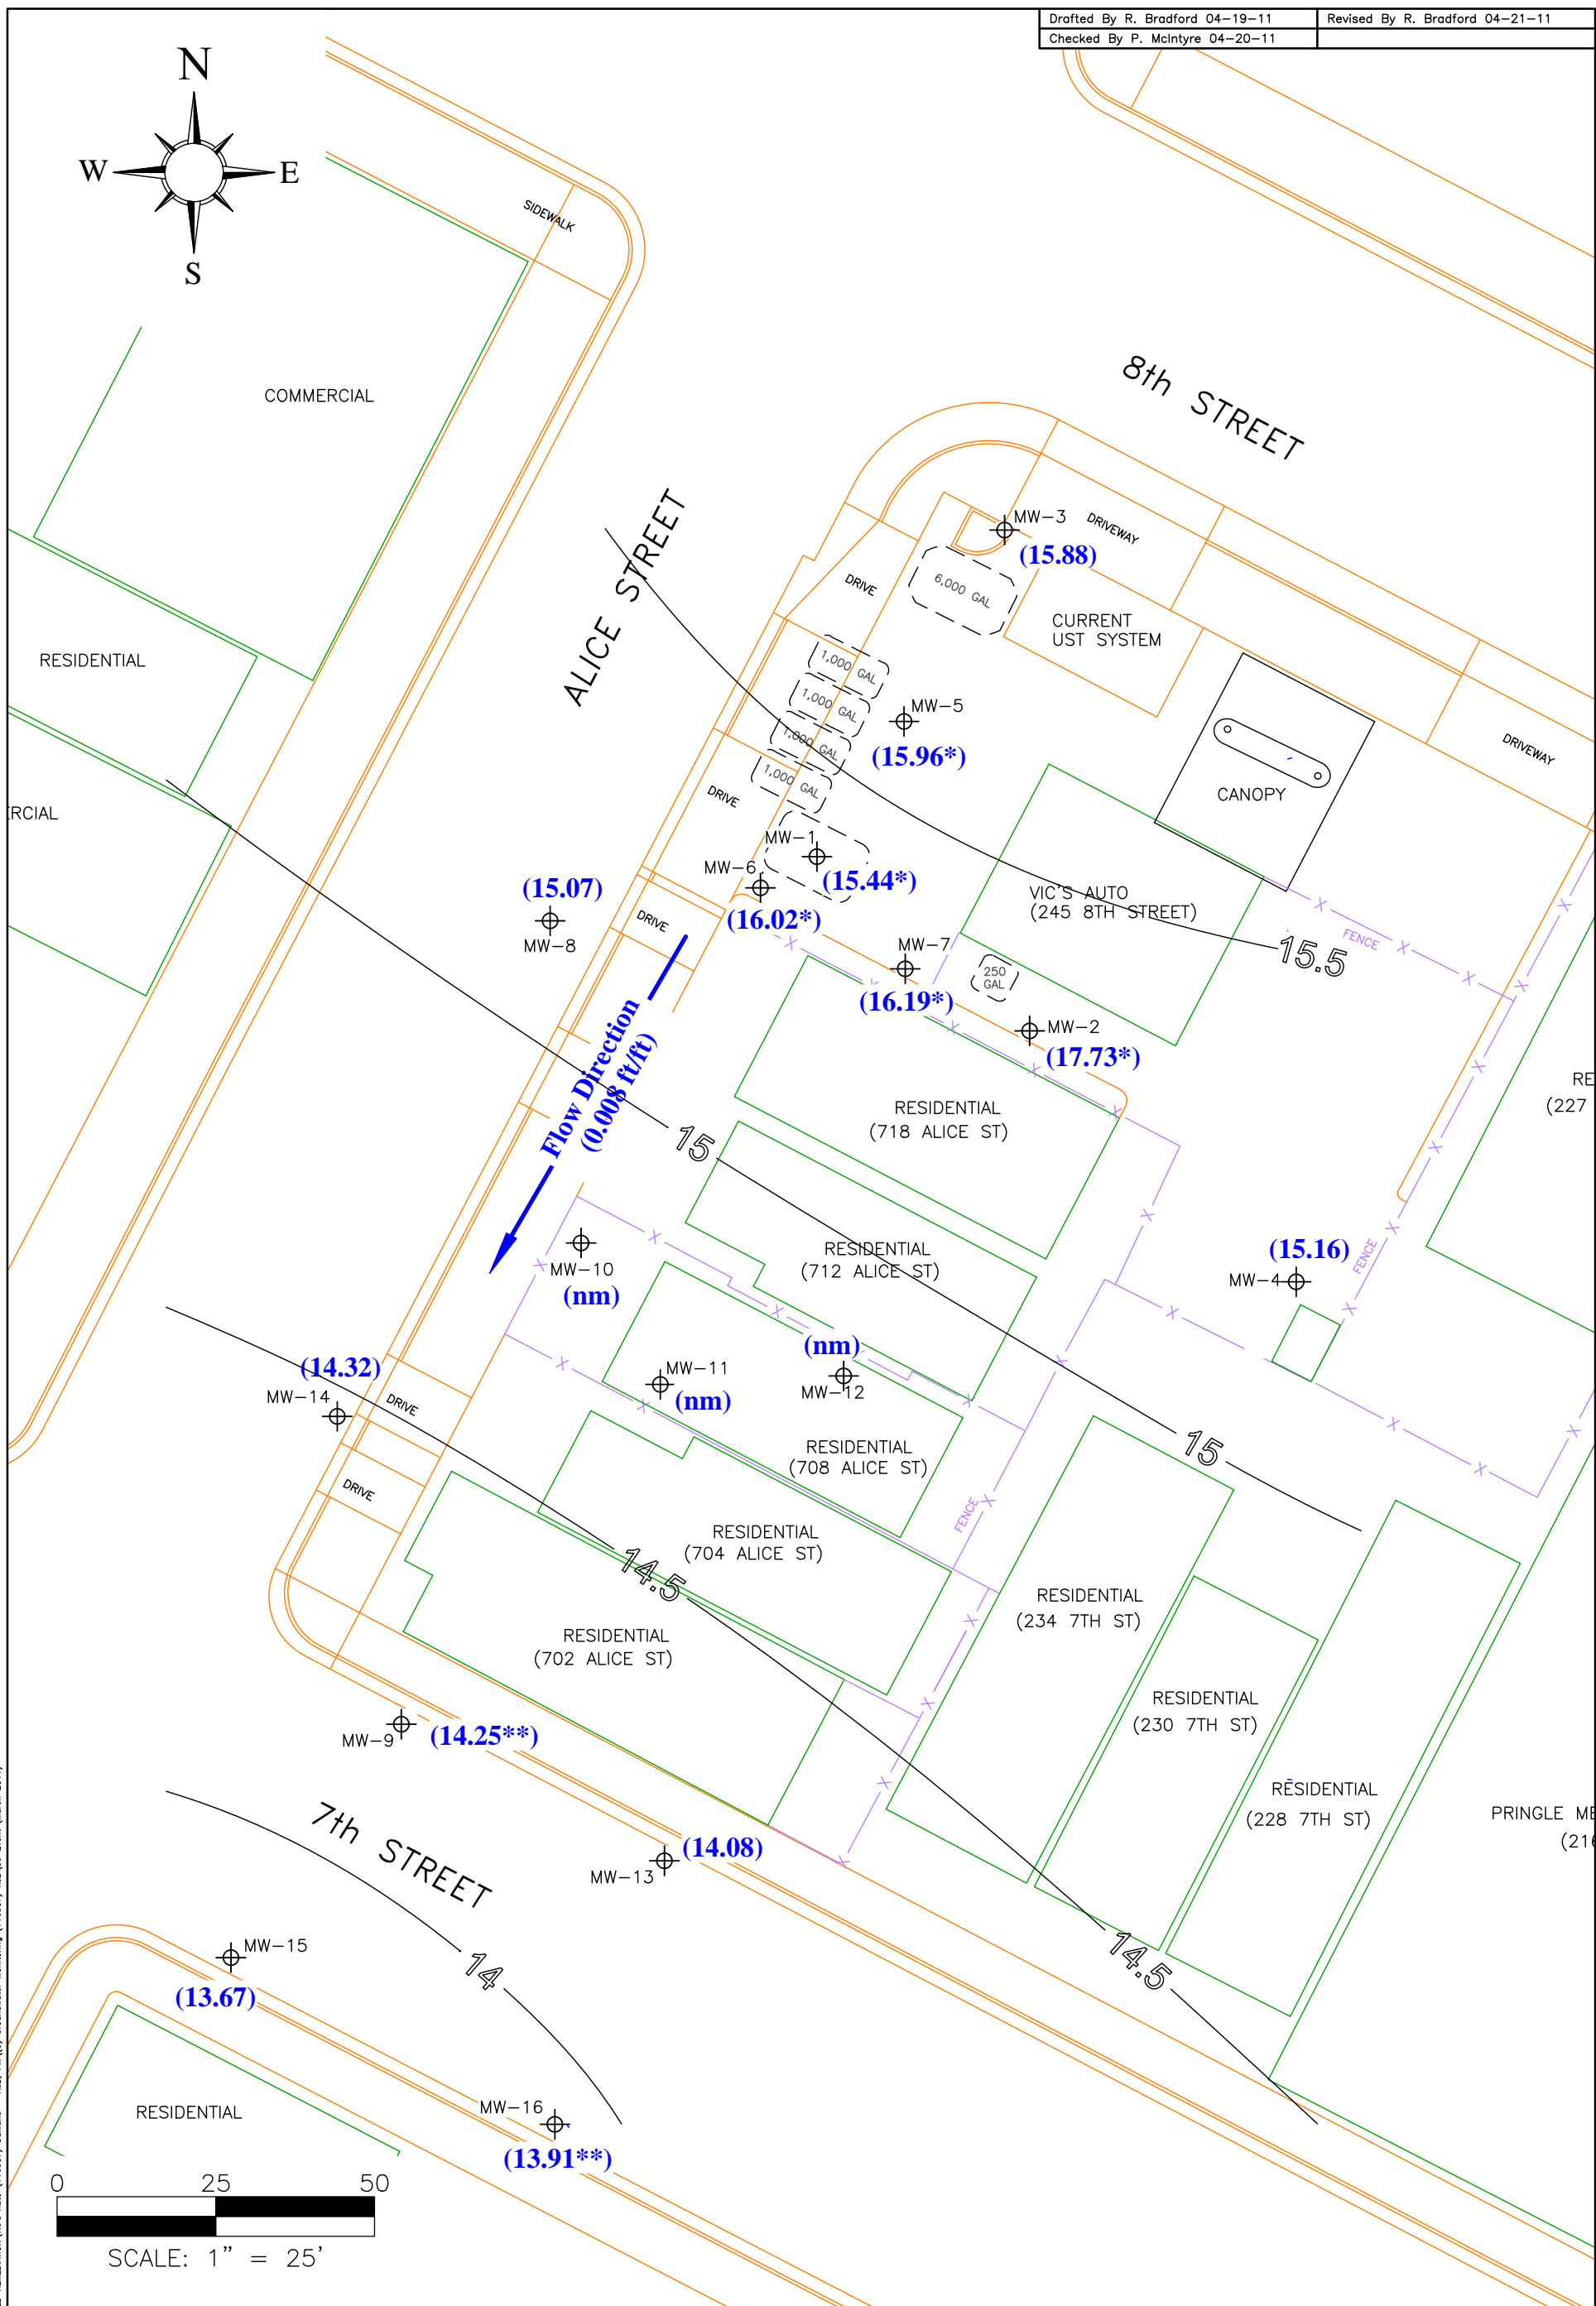 Drafted By R. Bradford 04-19-11
Revised By R. Bradford 04-21-11
Checked By P. McIntyre 04-20-11
N
W
E
S
SIDEWALK
COMMERCIAL
8th STREET
ALICE STREET
MW-3
(15.88)
DRIVEWAY
DRIVE
6,000 GAL
CURRENT
UST SYSTEM
RESIDENTIAL
1,000 GAL
1,000 GAL
1,000 GAL
1,000 GAL
MW-5
(15.96*)
DRIVEWAY
CANOPY
DRIVE
RCIAL
MW-1
(15.44*)
MW-6
(16.02*)
(15.07)
MW-8
DRIVE
VIC'S AUTO
(245 8TH STREET)
FENCE
15.5
MW-7
(16.19*)
250
GAL
MW-2
(17.73*)
Flow Direction
(0.008 ft/ft)
RE
(227
RESIDENTIAL
(718 ALICE ST)
15
RESIDENTIAL
(712 ALICE ST)
MW-10
(nm)
(15.16)
MW-4
FENCE
(nm)
MW-12
MW-11
(nm)
(14.32)
MW-14
DRIVE
RESIDENTIAL
(708 ALICE ST)
15
DRIVE
FENCE
RESIDENTIAL
(704 ALICE ST)
14.5
RESIDENTIAL
(234 7TH ST)
RESIDENTIAL
(702 ALICE ST)
RESIDENTIAL
(230 7TH ST)
MW-9
(14.25**)
RESIDENTIAL
(228 7TH ST)
PRINGLE ME
(216
7th STREET
(14.08)
MW-13
MW-15
(13.67)
14
14.5
MW-16
(13.91**)
RESIDENTIAL
0 25 50
SCALE: 1" = 25'